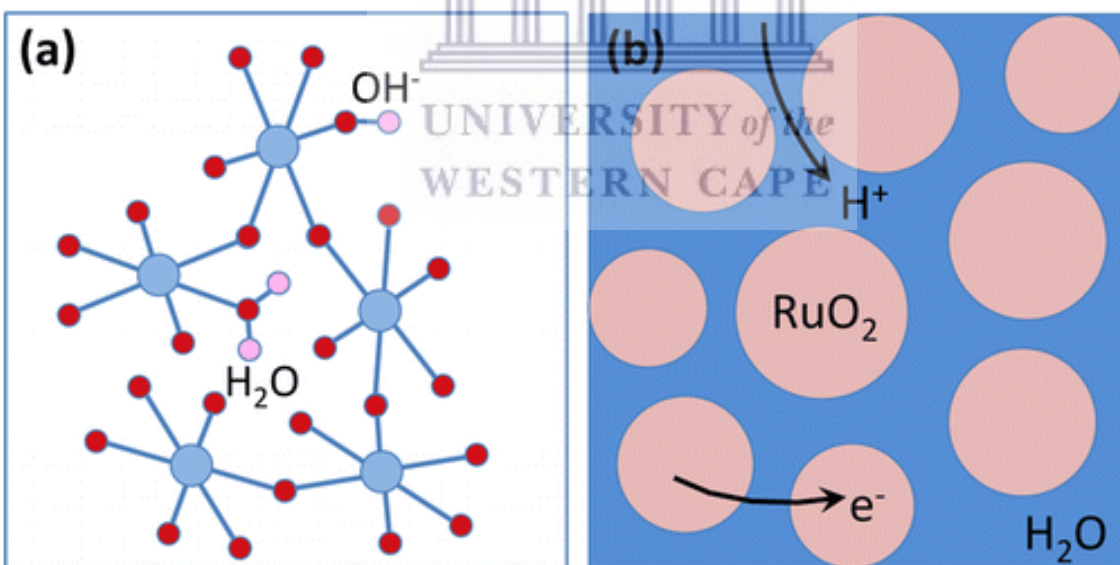 (a)
OH⁻
H₂O
(b)
UNIVERSITY of the
WESTERN CAPE
H⁺
RuO₂
e⁻
H₂O